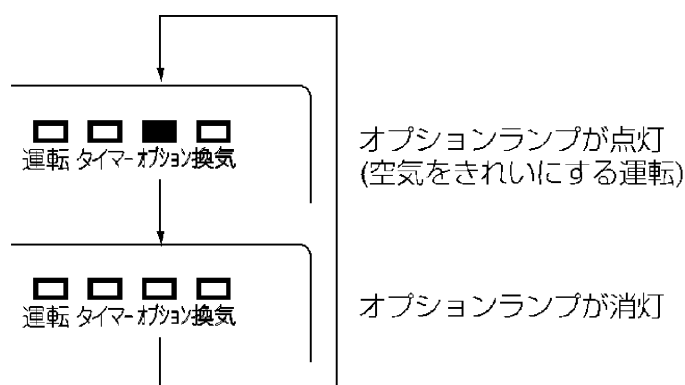 運転 タイマー オプション 換気
オプションランプが点灯
(空気をきれいにする運転)
運転 タイマー オプション 換気
オプションランプが消灯